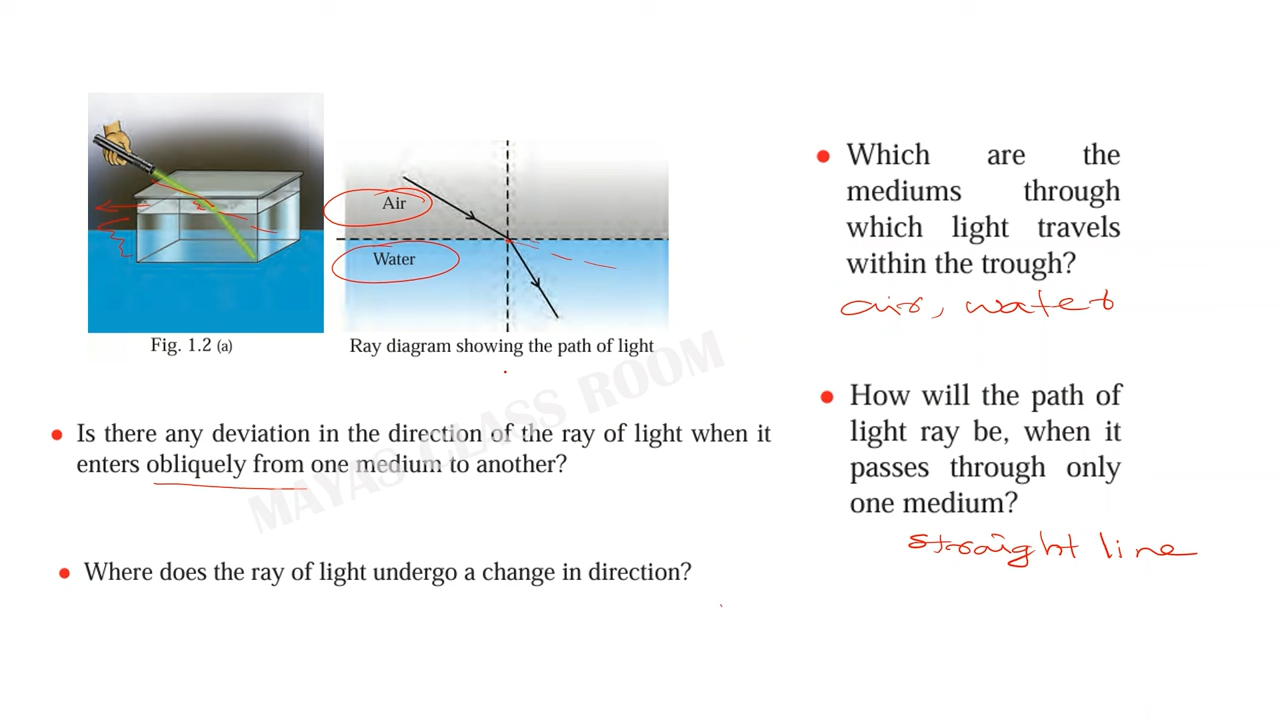 Air
Water
Fig. 1.2 (a)
Ray diagram showing the path of light
• Is there any deviation in the direction of the ray of light when it
enters obliquely from one medium to another?
• Where does the ray of light undergo a change in direction?
• Which are the
mediums through
which light travels
within the trough?
air, water
• How will the path of
light ray be, when it
passes through only
one medium?
straight line
MAYAS CLASS ROOM